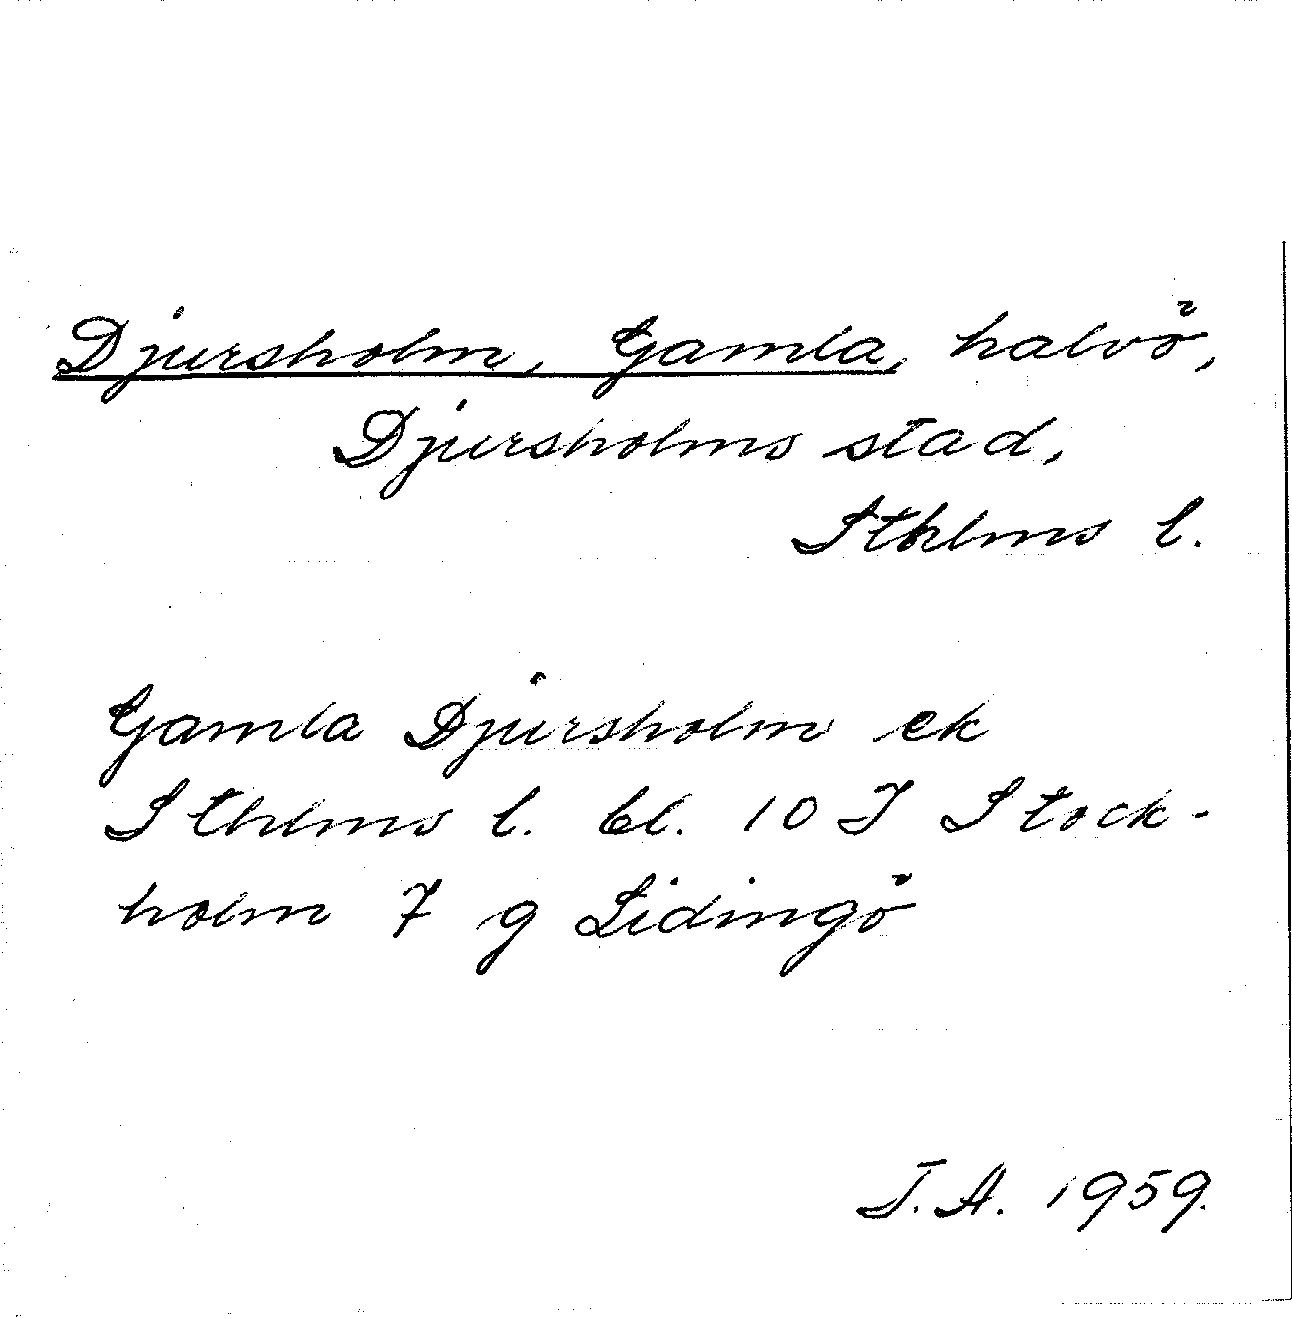 Djursholm, Gamla, halvö,
Djursholms stad,
Sthlms l.
Gamla Djursholm ek
Sthlms l. bl. 10 I Stock-
holm 7 g Lidingö
T.A. 1959.